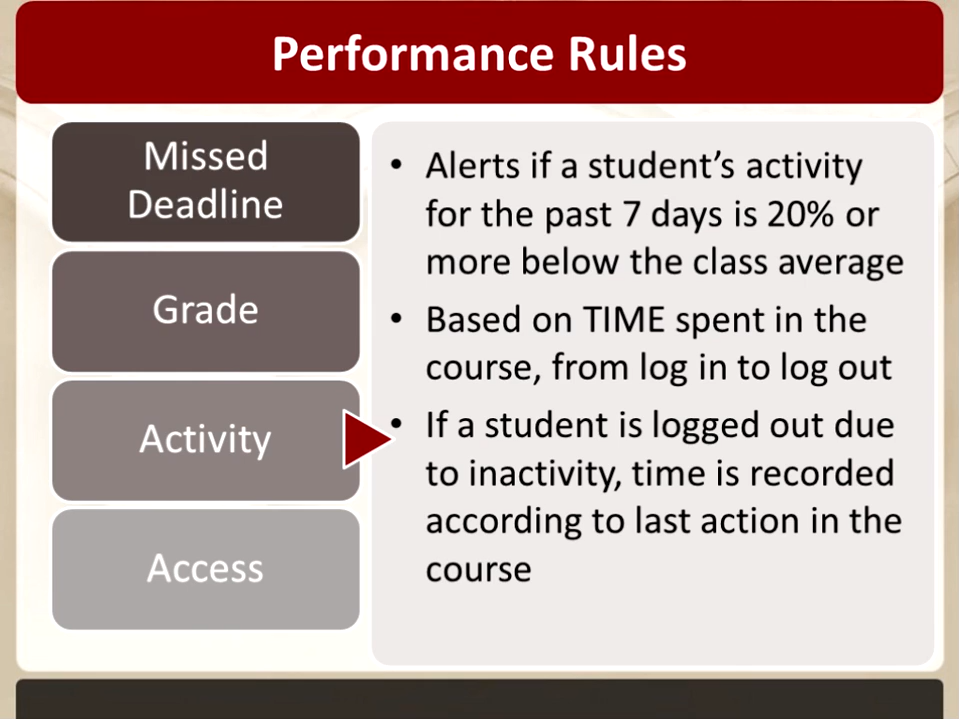 Performance Rules
Missed
Deadline
Grade
Activity
Access
• Alerts if a student’s activity
for the past 7 days is 20% or
more below the class average
• Based on TIME spent in the
course, from log in to log out
• If a student is logged out due
to inactivity, time is recorded
according to last action in the
course